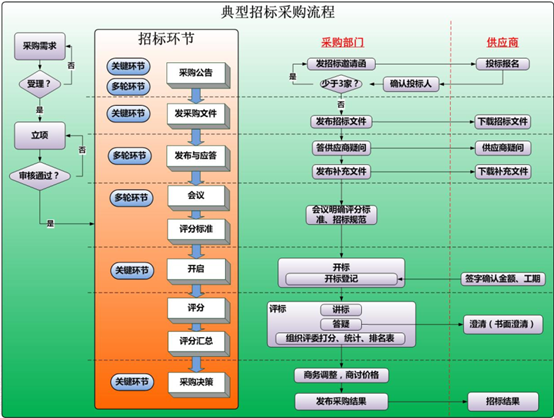 典型招标采购流程
采购需求
否
受理？
是
立项
否
审核通过？
是
招标环节
关键环节
多轮环节
采购公告
关键环节
发采购文件
多轮环节
发布与应答
多轮环节
会议
评分标准
关键环节
开启
评分
评分汇总
关键环节
采购决策
采购部门
供应商
发招标邀请函
投标报名
是
少于3家？
确认投标人
否
发布招标文件
下载招标文件
答供应商疑问
供应商疑问
发布补充文件
下载补充文件
会议明确评分标
准、招标规范
开标
开标登记
签字确认金额、工期
评标
讲标
答疑
澄清（书面澄清）
组织评委打分、统计、排名表
商务调整，商讨价格
发布采购结果
招标结果